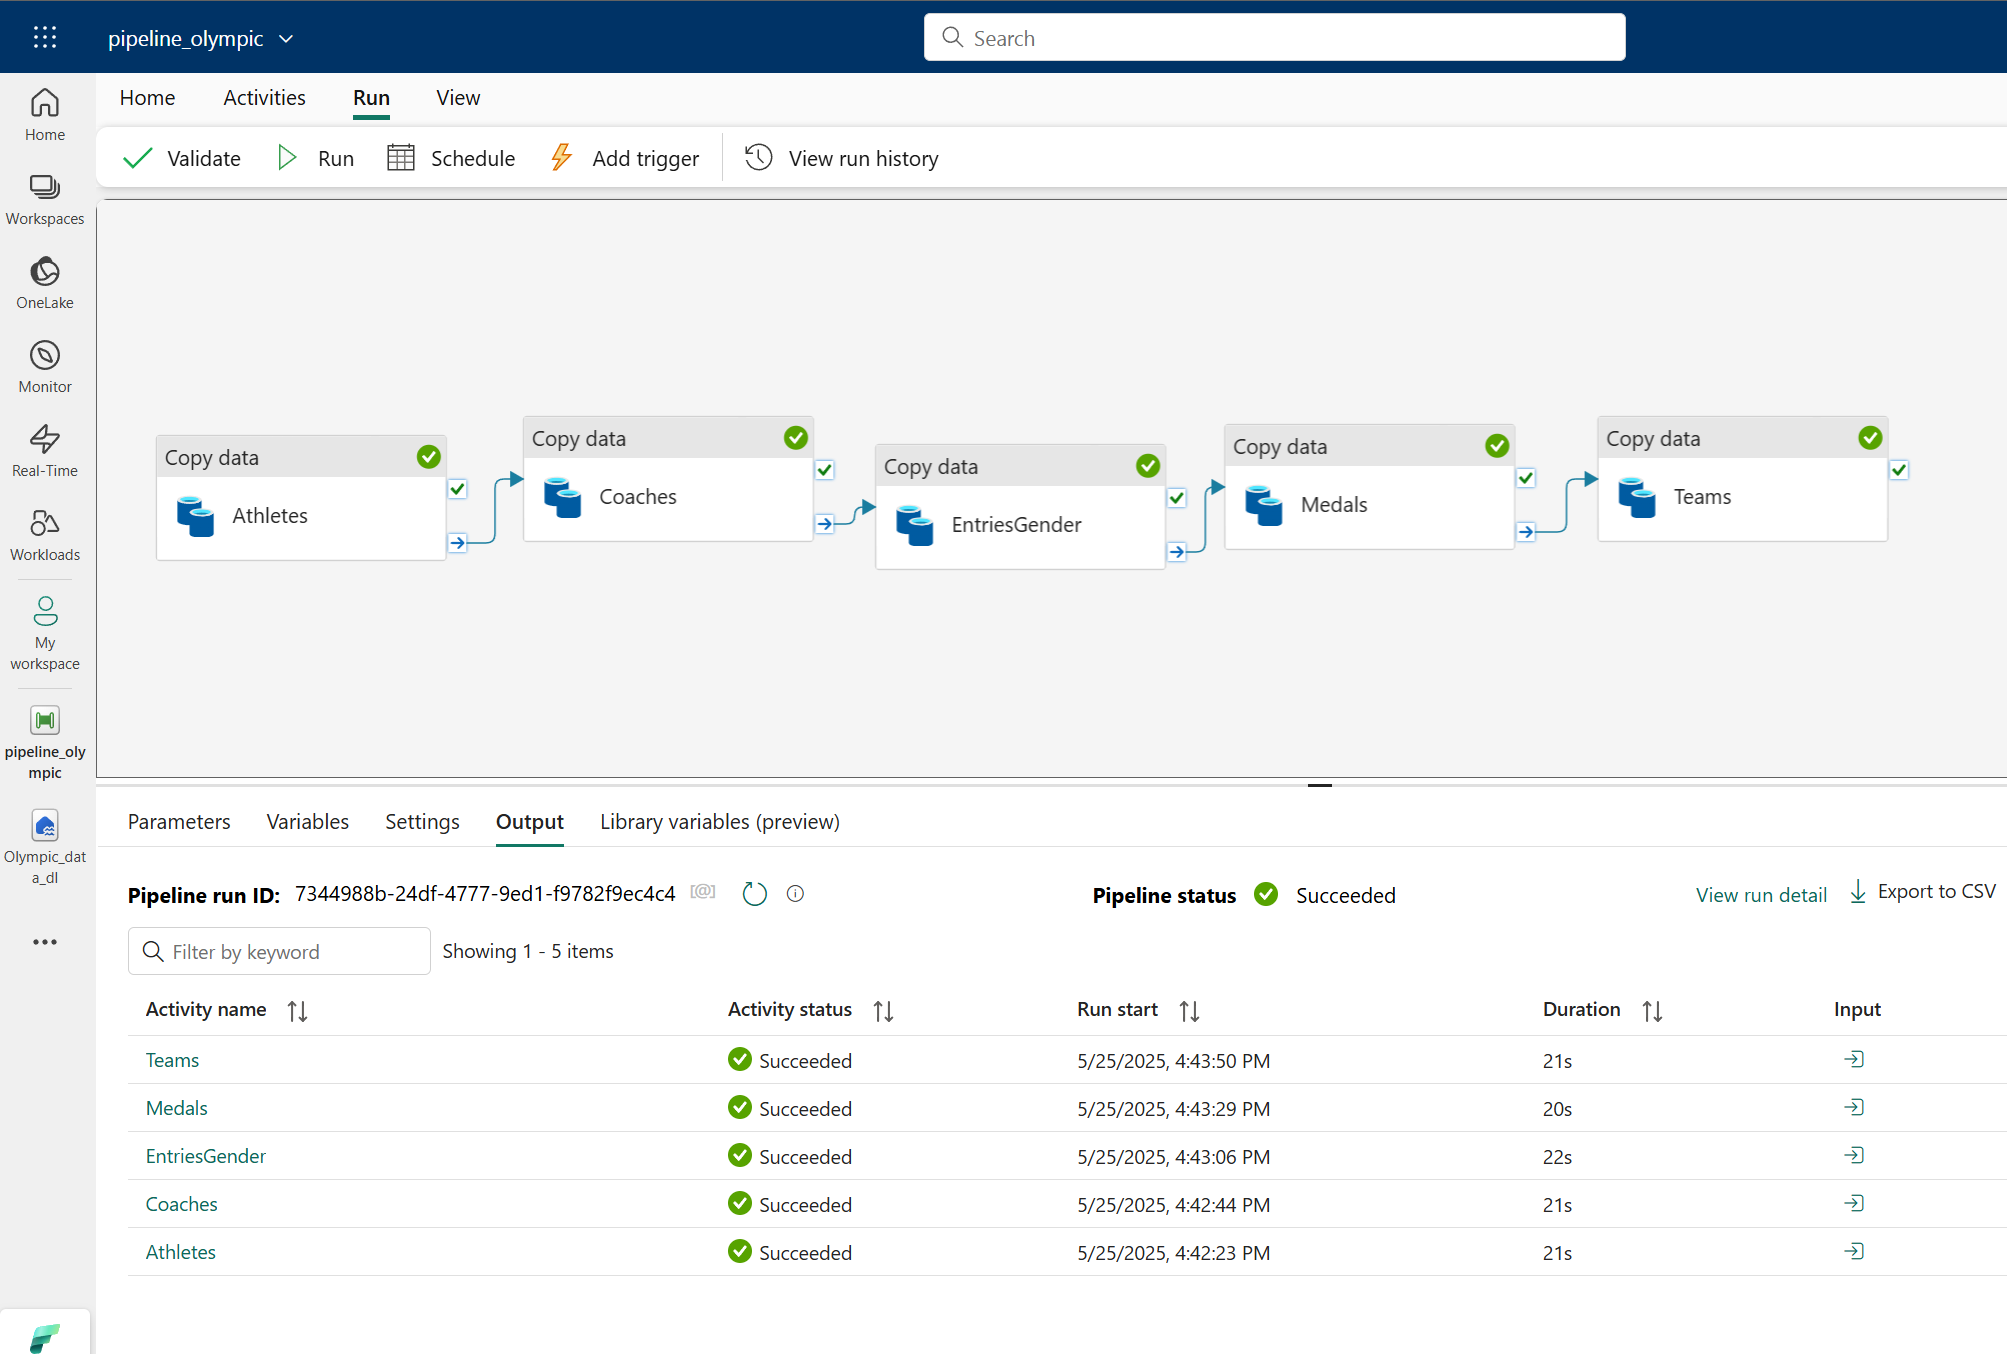 pipeline_olympic
Search
Home Activities Run View
Validate Run Schedule Add trigger View run history
Home
Workspaces
OneLake
Monitor
Real-Time
Workloads
My
workspace
pipeline_oly
mpic
Olympic_dat
a_dl
Copy data
Athletes
Copy data
Coaches
Copy data
EntriesGender
Copy data
Medals
Copy data
Teams
Parameters Variables Settings Output Library variables (preview)
Pipeline run ID: 7344988b-24df-4777-9ed1-f9782f9ec4c4 [@] Pipeline status Succeeded View run detail Export to CSV
Filter by keyword Showing 1 - 5 items
Activity name Activity status Run start Duration Input
Teams Succeeded 5/25/2025, 4:43:50 PM 21s
Medals Succeeded 5/25/2025, 4:43:29 PM 20s
EntriesGender Succeeded 5/25/2025, 4:43:06 PM 22s
Coaches Succeeded 5/25/2025, 4:42:44 PM 21s
Athletes Succeeded 5/25/2025, 4:42:23 PM 21s